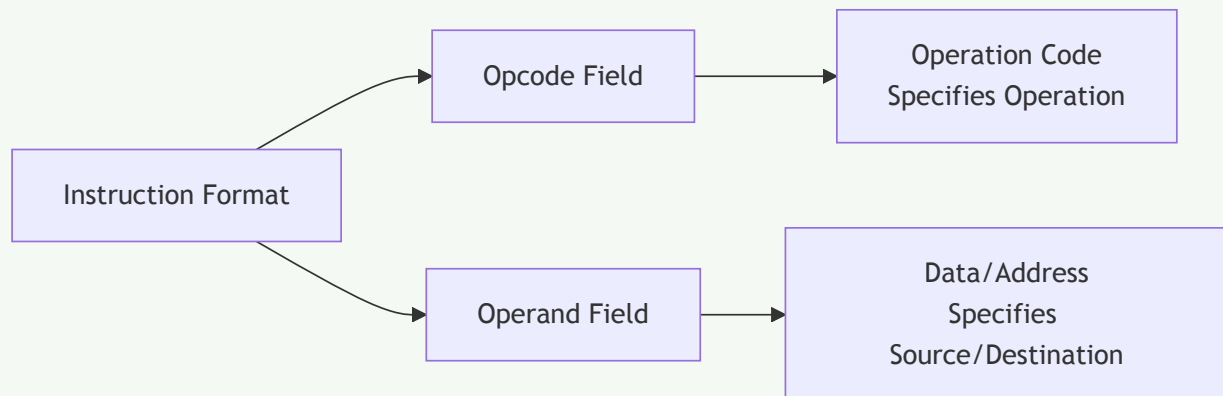 Opcode Field
Operation Code
Specifies Operation
Instruction Format
Operand Field
Data/Address
Specifies
Source/Destination